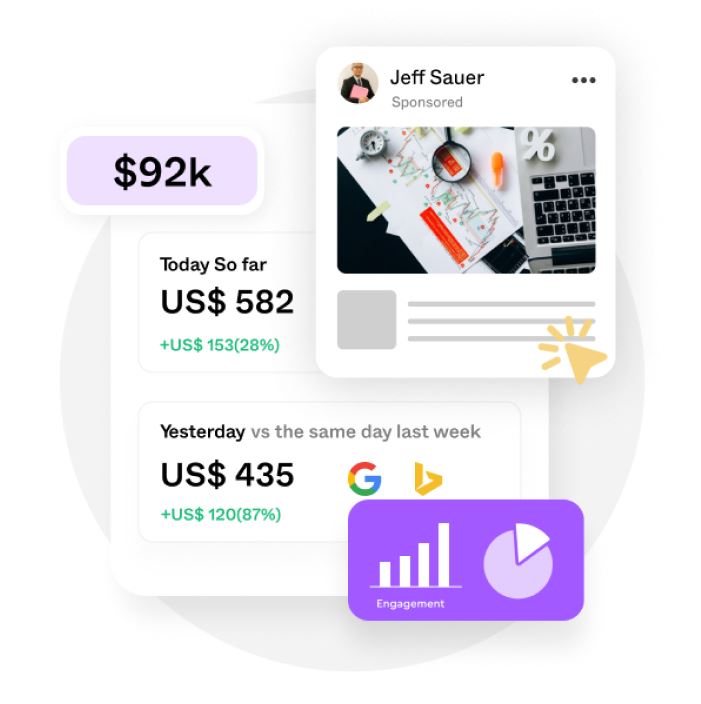 Jeff Sauer
Sponsored
%
$92k
Today So far
US$ 582
+US$ 153(28%)
Yesterday vs the same day last week
US$ 435
+US$ 120(87%)
Engagement